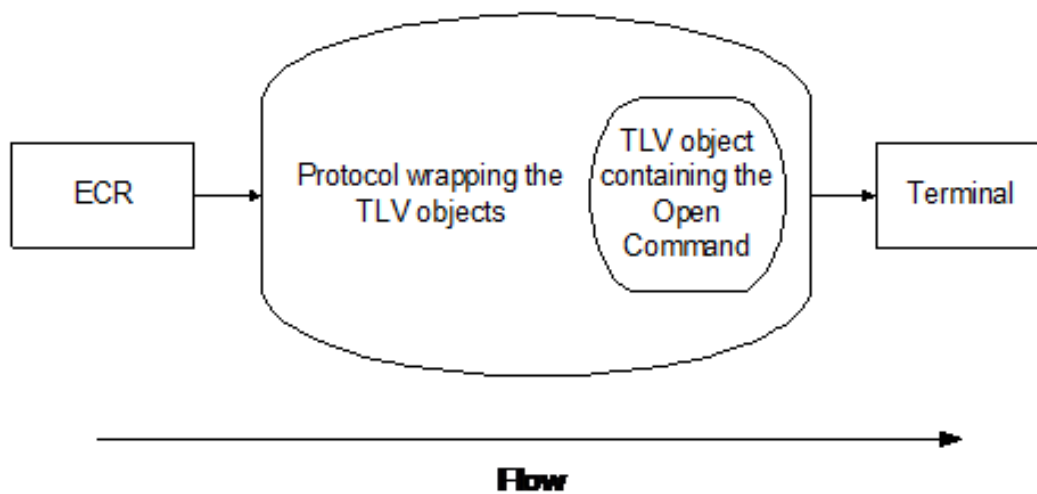 ECR
Protocol wrapping the
TLV objects
TLV object
containing the
Open
Command
Terminal
Flow